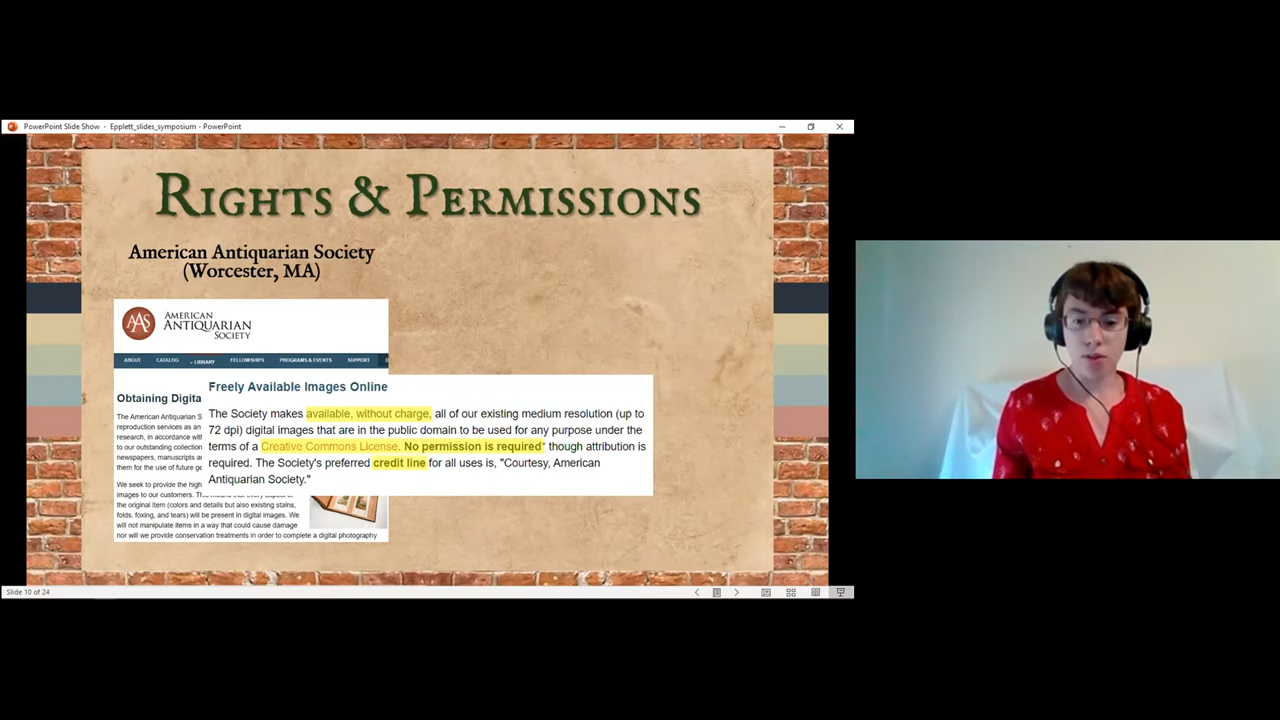 PowerPoint Slide Show - Epplett_slides_symposium - PowerPoint
RIGHTS & PERMISSIONS
American Antiquarian Society
(Worcester, MA)
AAS
AMERICAN
ANTIQUARIAN
SOCIETY
ABOUT CATALOG LIBRARY FELLOWSHIPS PROGRAMS & EVENTS SUPPORT
Freely Available Images Online
Obtaining Digita
The Society makes available, without charge, all of our existing medium resolution (up to
72 dpi) digital images that are in the public domain to be used for any purpose under the
terms of a Creative Commons License. No permission is required* though attribution is
required. The Society's preferred credit line for all uses is, "Courtesy, American
Antiquarian Society."
The American Antiquarian S
reproduction services as an
research, in accordance with
to our outstanding collection
newspapers, manuscripts a
them for the use of future ge
We seek to provide the high
images to our customers.
the original item (colors and details but also existing stains,
folds, foxing, and tears) will be present in digital images. We
will not manipulate items in a way that could cause damage
nor will we provide conservation treatments in order to complete a digital photography
Slide 10 of 24